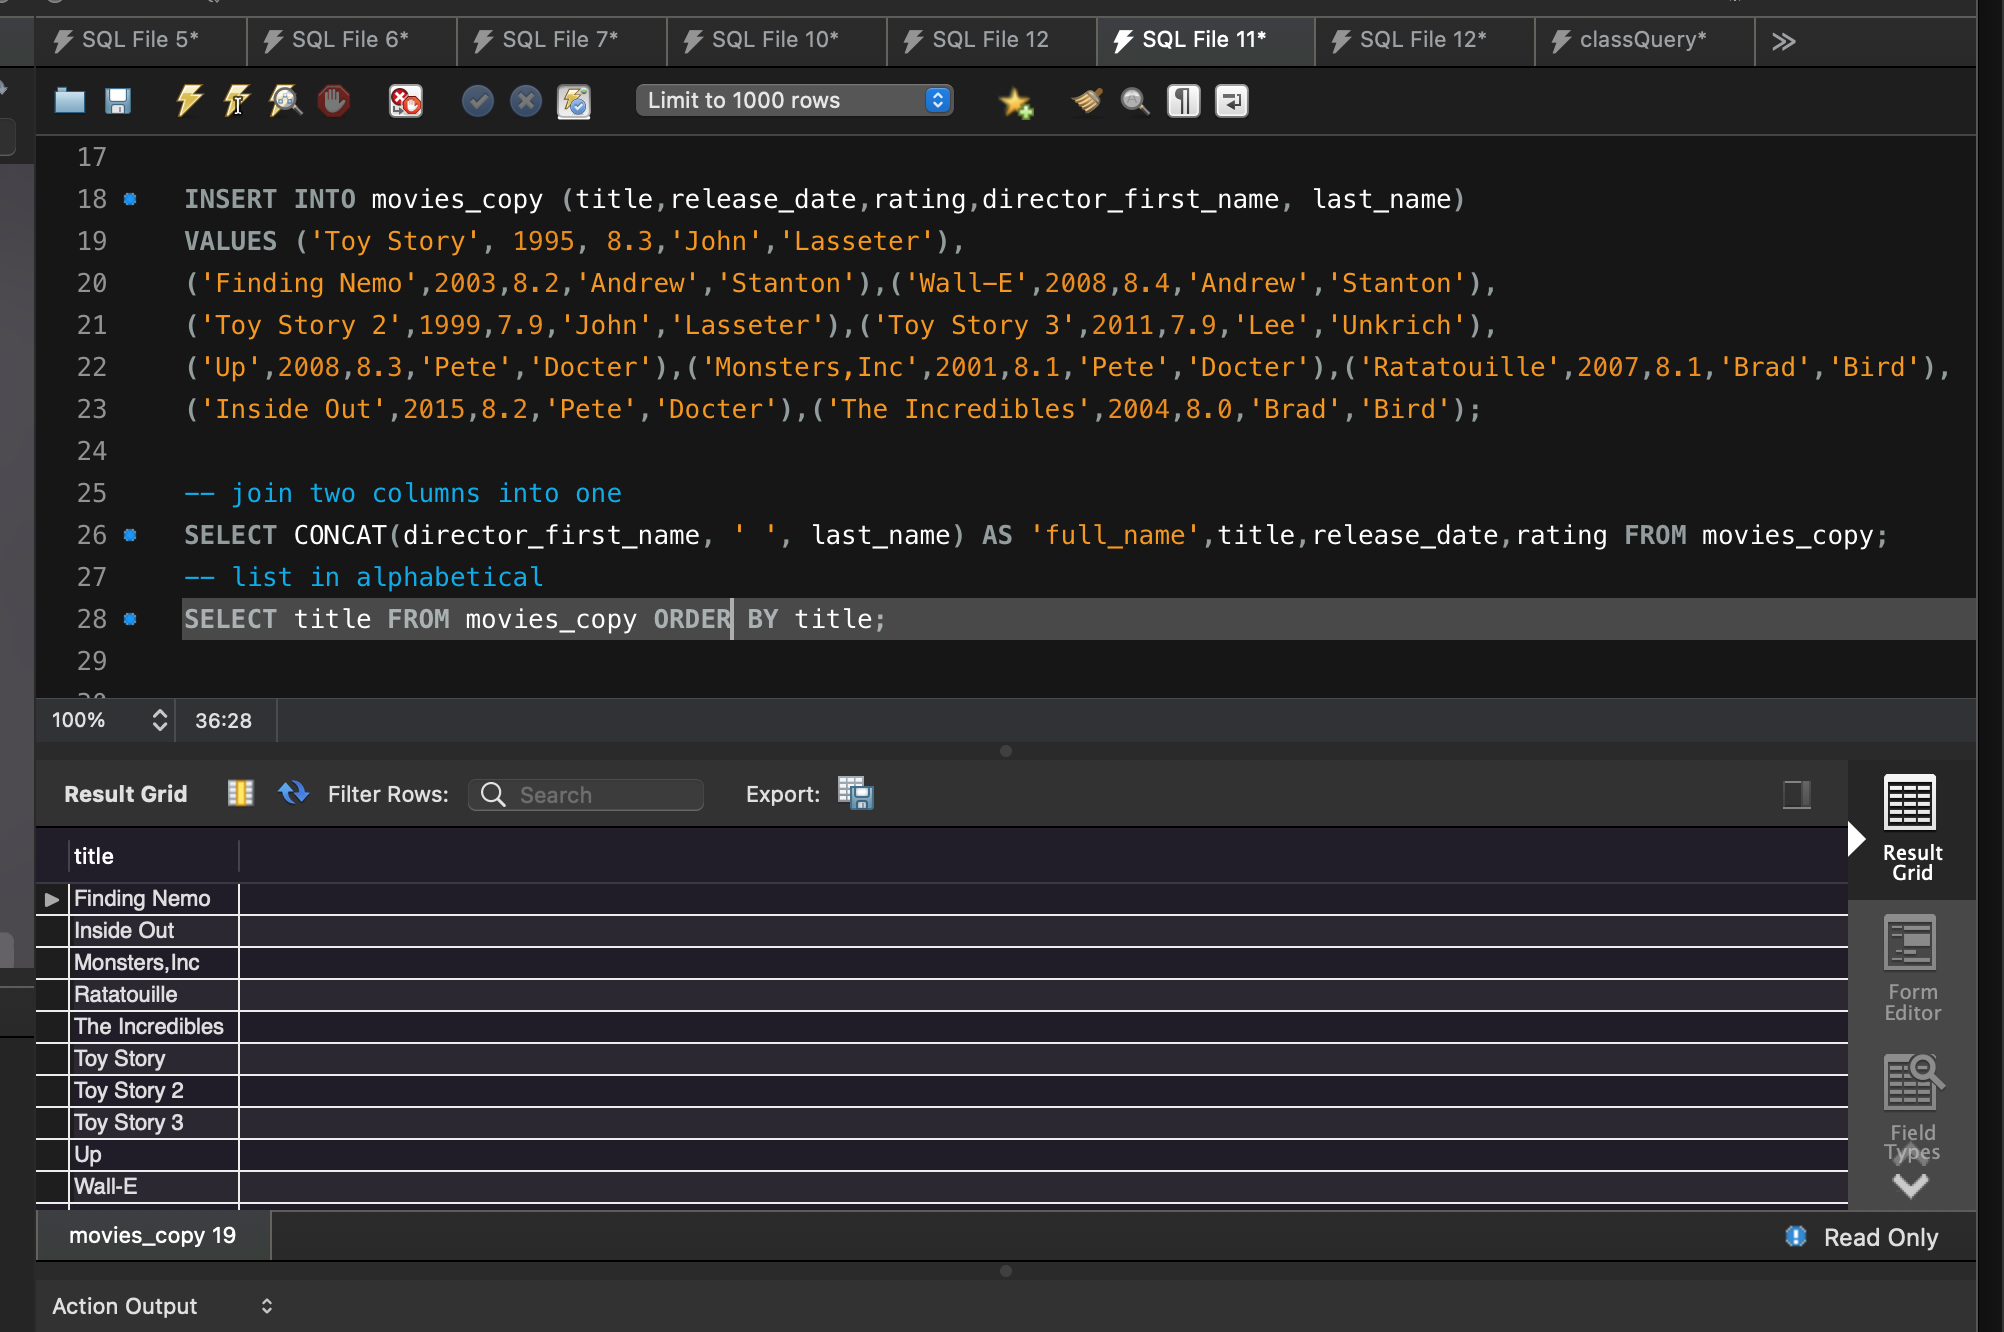 SQL File 5* SQL File 6* SQL File 7* SQL File 10* SQL File 12 SQL File 11* SQL File 12* classQuery*
Limit to 1000 rows
17
18 INSERT INTO movies_copy (title,release_date,rating,director_first_name, last_name)
19 VALUES ('Toy Story', 1995, 8.3,'John','Lasseter'),
20 ('Finding Nemo',2003,8.2,'Andrew','Stanton'),('Wall-E',2008,8.4,'Andrew','Stanton'),
21 ('Toy Story 2',1999,7.9,'John','Lasseter'),('Toy Story 3',2011,7.9,'Lee','Unkrich'),
22 ('Up',2008,8.3,'Pete','Docter'),('Monsters,Inc',2001,8.1,'Pete','Docter'),('Ratatouille',2007,8.1,'Brad','Bird'),
23 ('Inside Out',2015,8.2,'Pete','Docter'),('The Incredibles',2004,8.0,'Brad','Bird');
24
25 -- join two columns into one
26 SELECT CONCAT(director_first_name, ' ', last_name) AS 'full_name',title,release_date,rating FROM movies_copy;
27 -- list in alphabetical
28 SELECT title FROM movies_copy ORDER BY title;
29
100% 36:28
Result Grid Filter Rows: Search Export:
title
Finding Nemo
Inside Out
Monsters,Inc
Ratatouille
The Incredibles
Toy Story
Toy Story 2
Toy Story 3
Up
Wall-E
Result
Grid
Form
Editor
Field
Types
movies_copy 19 Read Only
Action Output